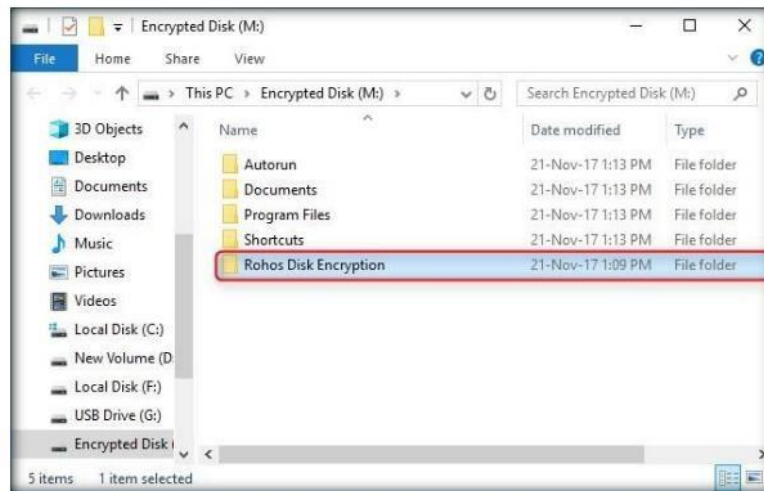 Encrypted Disk (M:)
File Home Share View
This PC > Encrypted Disk (M:) > Search Encrypted Disk (M:)
Name Date modified Type
3D Objects
Desktop
Documents
Downloads
Music
Pictures
Videos
Local Disk (C:)
New Volume (D
Local Disk (F:)
USB Drive (G:)
Encrypted Disk (
Autorun 21-Nov-17 1:13 PM File folder
Documents 21-Nov-17 1:13 PM File folder
Program Files 21-Nov-17 1:13 PM File folder
Shortcuts 21-Nov-17 1:13 PM File folder
Rohos Disk Encryption 21-Nov-17 1:09 PM File folder
5 items 1 item selected